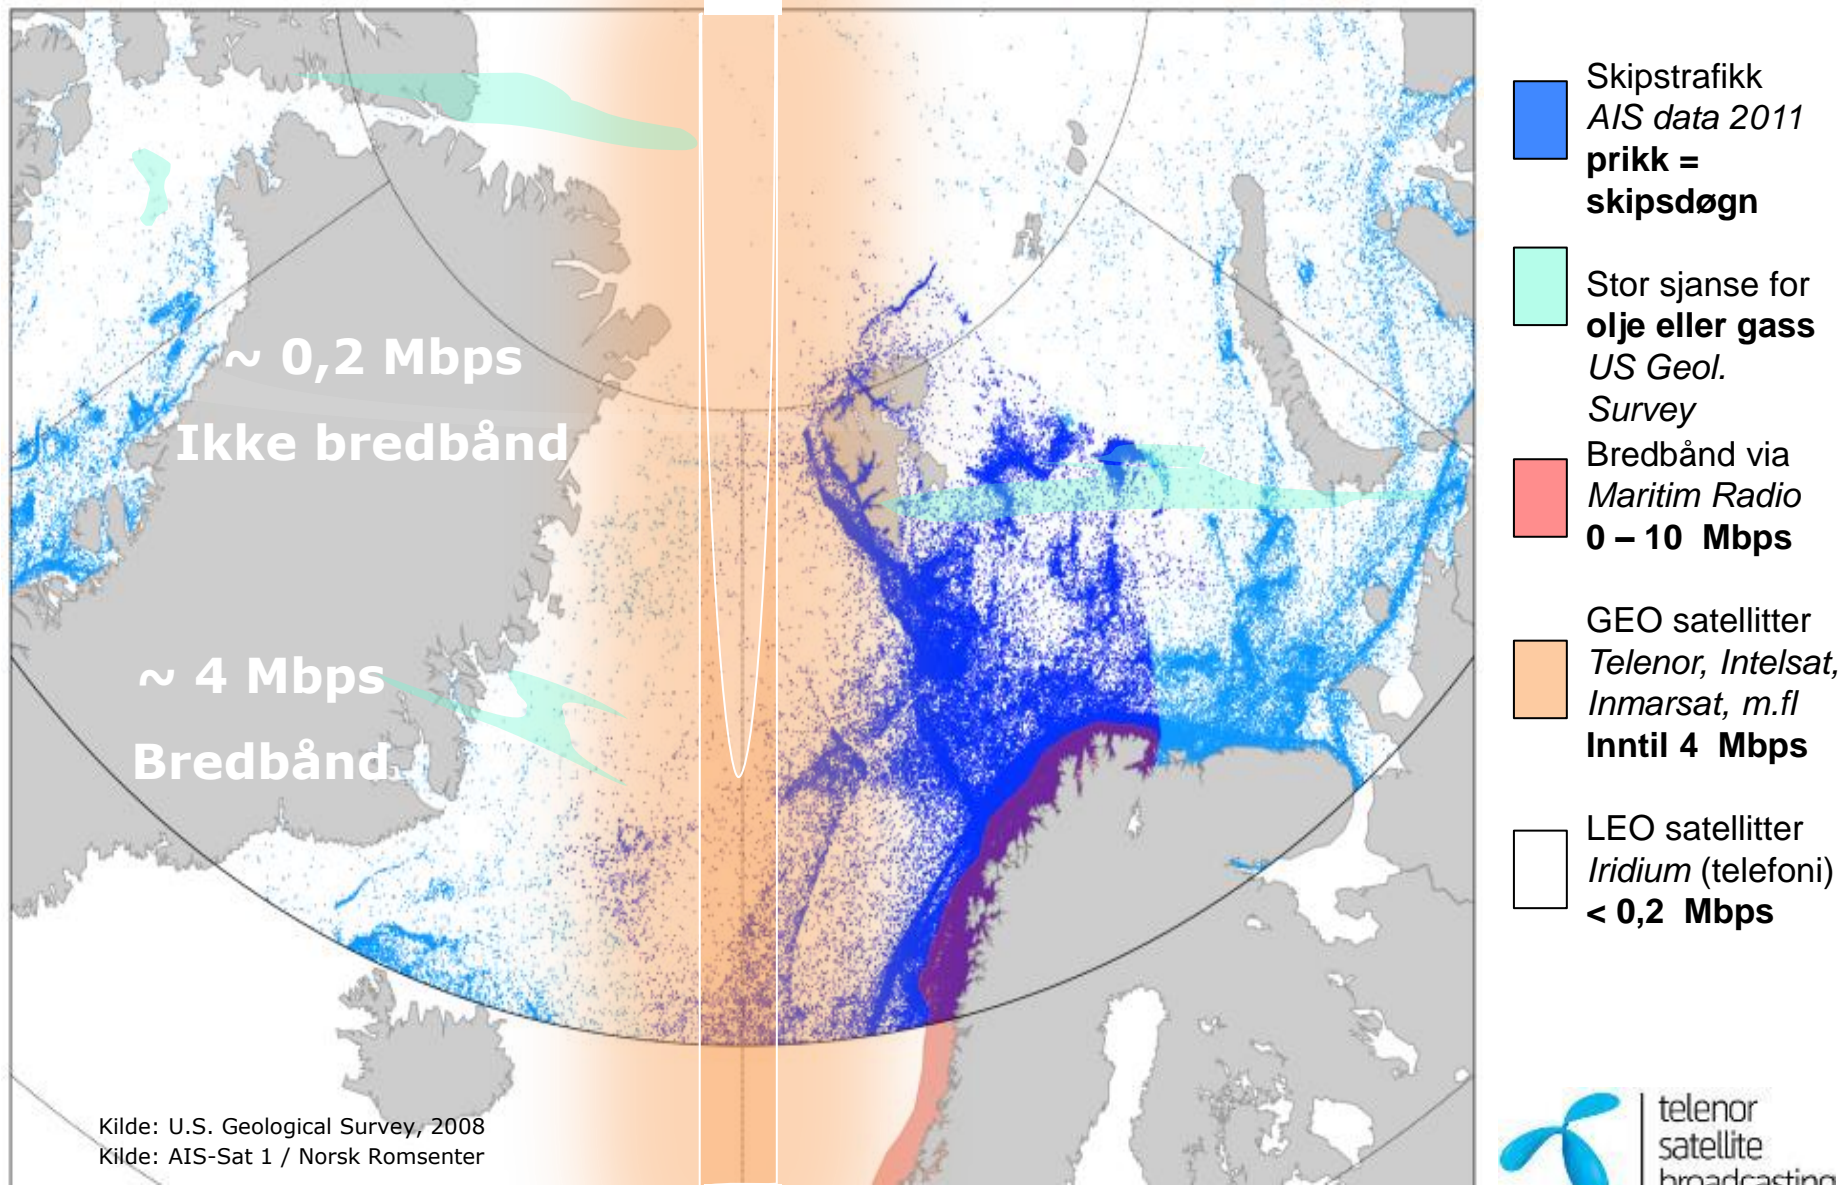 ~ 0,2 Mbps
Ikke bredbånd
~ 4 Mbps
Bredbånd
Kilde: U.S. Geological Survey, 2008
Kilde: AIS-Sat 1 / Norsk Romsenter
Skipstrafikk
AIS data 2011
prikk =
skipsdøgn
Stor sjanse for
olje eller gass
US Geol.
Survey
Bredbånd via
Maritim Radio
0 – 10 Mbps
GEO satellitter
Telenor, Intelsat,
Inmarsat, m.fl
Inntil 4 Mbps
LEO satellitter
Iridium (telefoni)
< 0,2 Mbps
telenor
satellite
broadcasting